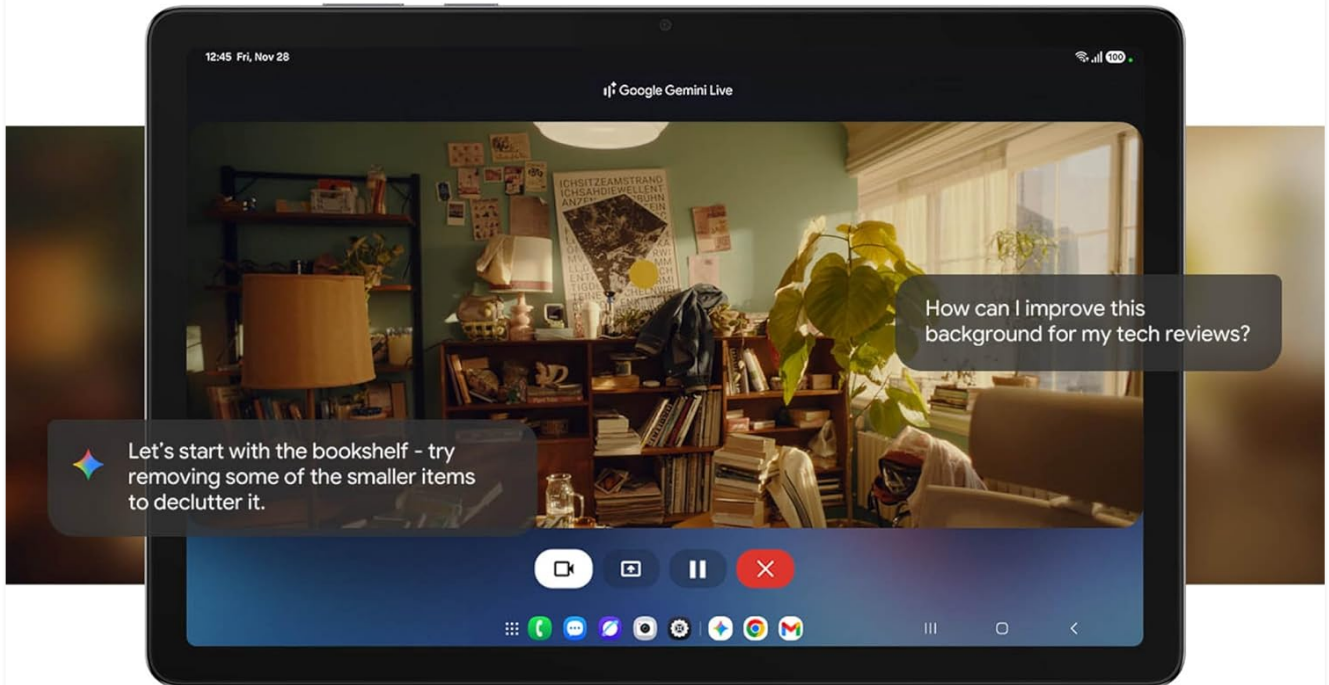 12:45 Fri, Nov 28
100
Google Gemini Live
ICHSITZEAMSTRAND
ICHSAHDIEWELLENT
How can I improve this
background for my tech reviews?
Let's start with the bookshelf - try
removing some of the smaller items
to declutter it.